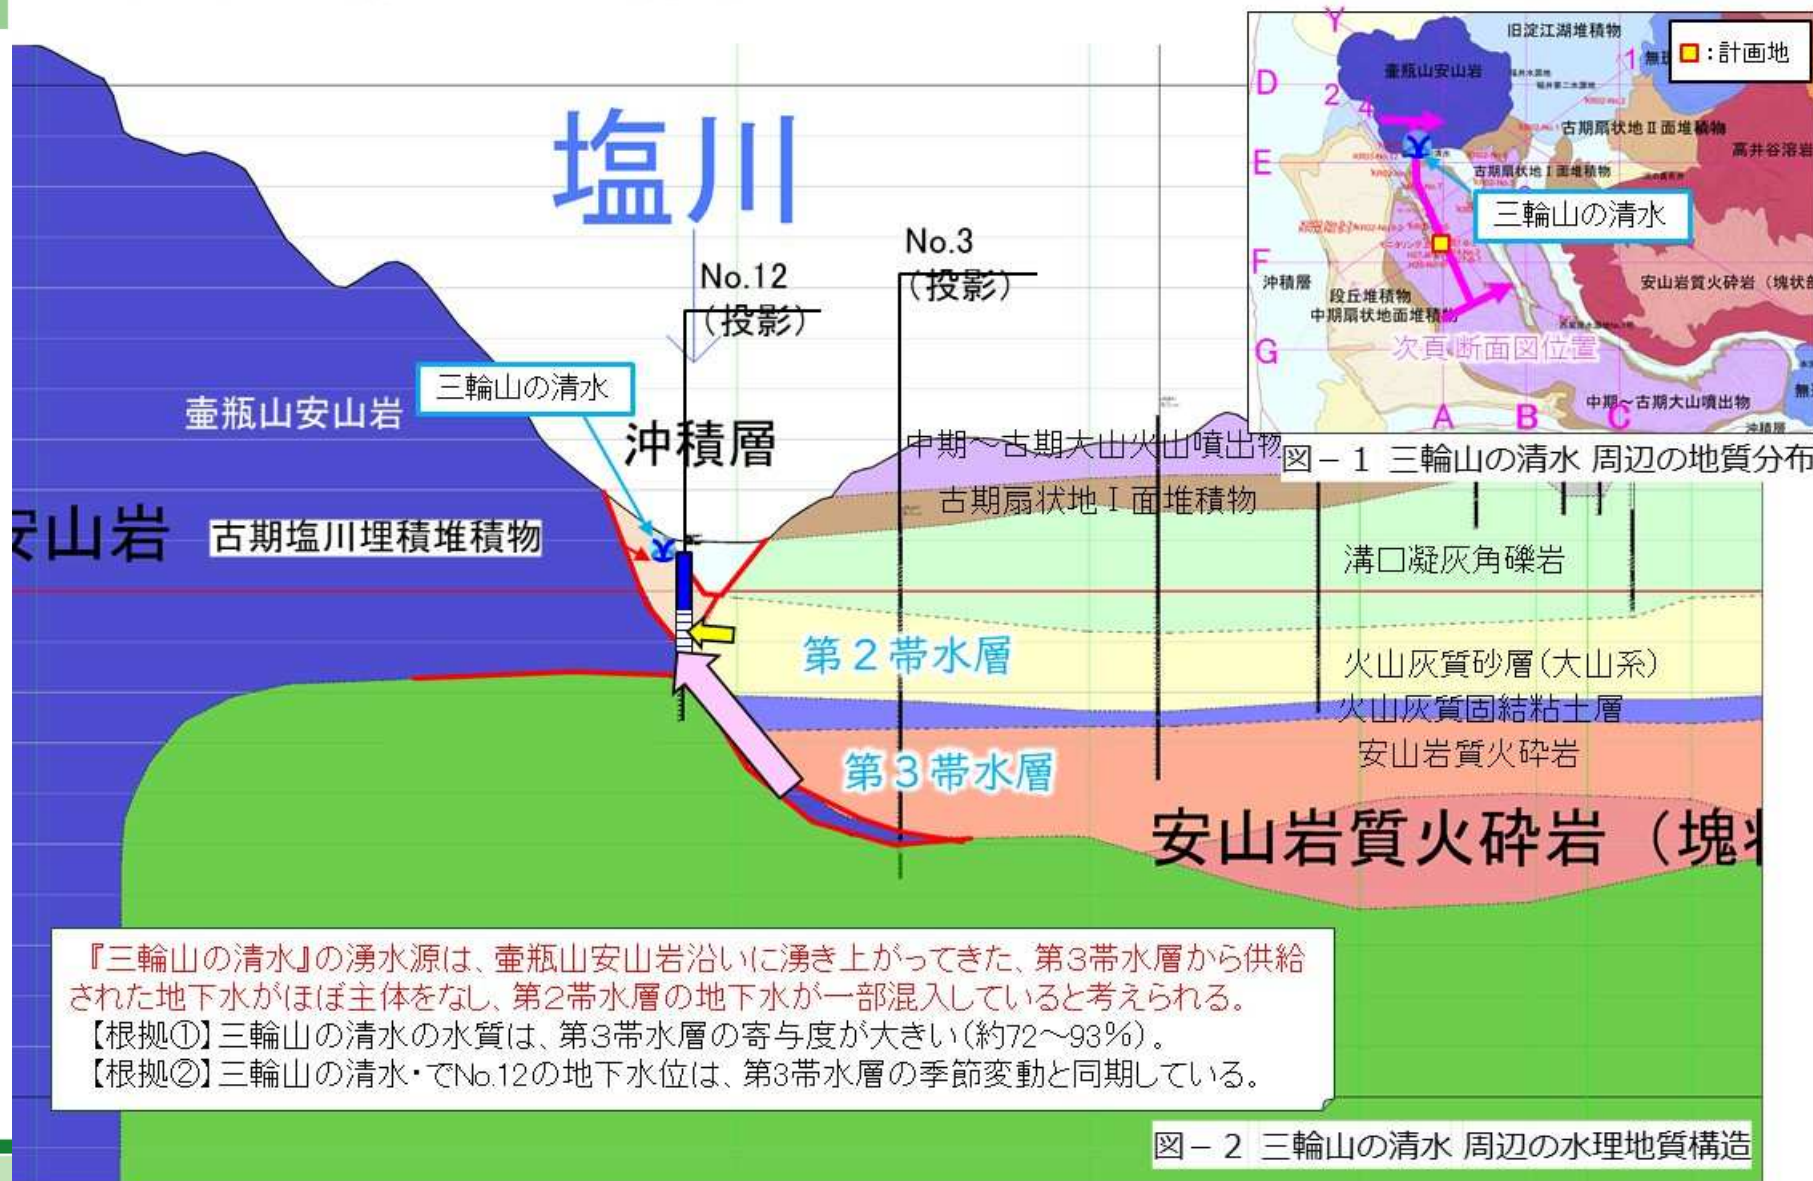 塩川
No.12
（投影）
No.3
（投影）
三輪山の清水
壷瓶山安山岩
沖積層
安山岩
古期塩川埋積堆積物
中期～古期大山火山噴出物
古期扇状地Ⅰ面堆積物
溝口凝灰角礫岩
第２帯水層
火山灰質砂層（大山系）
火山灰質固結粘土層
安山岩質火砕岩
第３帯水層
安山岩質火砕岩（塊状
：計画地
旧淀江湖堆積物
壷瓶山安山岩
古期扇状地Ⅱ面堆積物
高井谷溶岩
古期扇状地Ⅰ面堆積物
三輪山の清水
沖積層
段丘堆積物
中期扇状地面堆積物
安山岩質火砕岩（塊状部
次頁 断面図位置
中期～古期大山噴出物
沖積層
Y
D
2
4
1
E
F
G
A
B
C
図－１ 三輪山の清水 周辺の地質分布
『三輪山の清水』の湧水源は、壷瓶山安山岩沿いに湧き上がってきた、第3帯水層から供給
された地下水がほぼ主体をなし、第2帯水層の地下水が一部混入していると考えられる。
【根拠①】三輪山の清水の水質は、第3帯水層の寄与度が大きい（約72～93％）。
【根拠②】三輪山の清水・でNo.12の地下水位は、第3帯水層の季節変動と同期している。
図－２ 三輪山の清水 周辺の水理地質構造